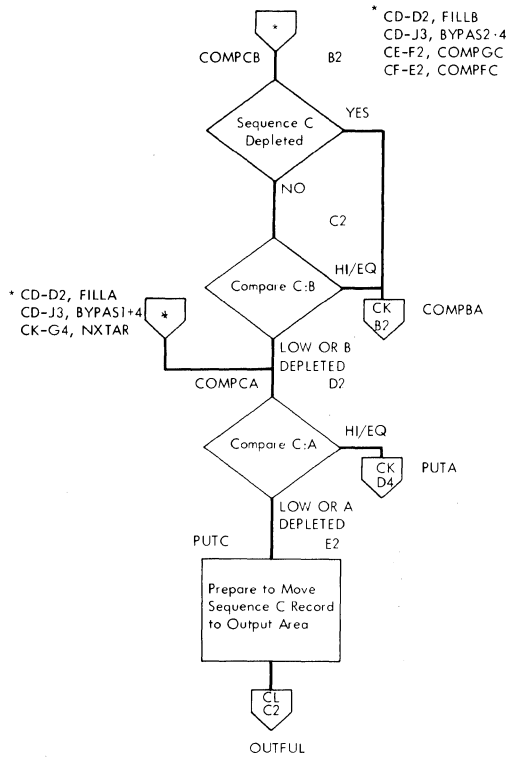 *
* CD-D2, FILLB
CD-J3, BYPAS2·4
CE-F2, COMPGC
CF-E2, COMPFC
COMPCB
B2
Sequence C
Depleted
YES
NO
C2
Compare C:B
HI/EQ
CK
B2
COMPBA
* CD-D2, FILLA
CD-J3, BYPAS1+4
CK-G4, NXTAR
*
LOW OR B
DEPLETED
COMPCA
D2
Compare C:A
HI/EQ
CK
D4
PUTA
LOW OR A
DEPLETED
PUTC
E2
Prepare to Move
Sequence C Record
to Output Area
CL
C2
OUTFUL